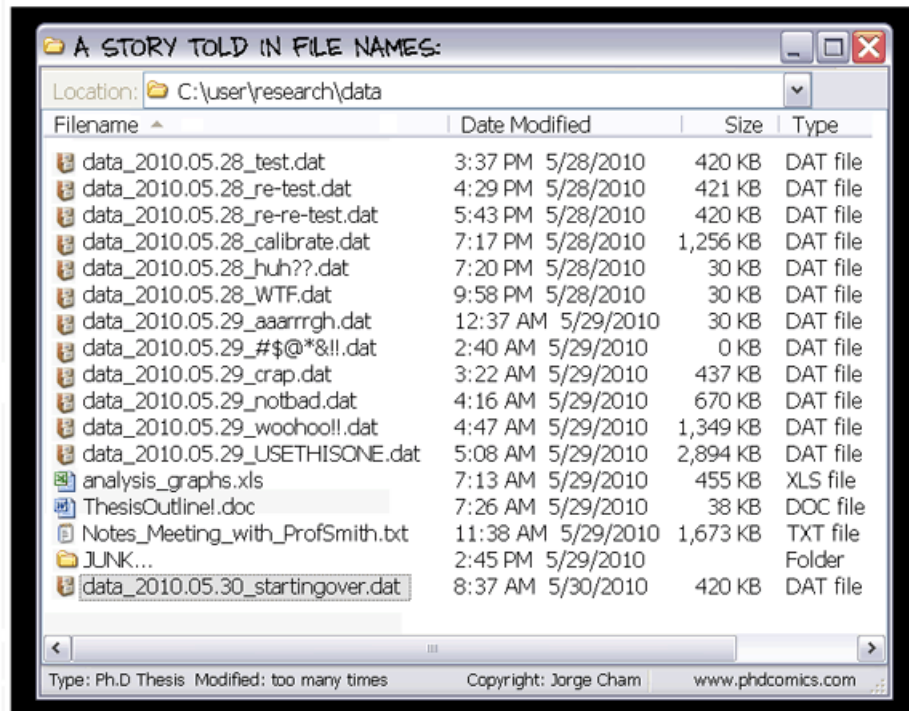 A STORY TOLD IN FILE NAMES:
Location: C:\user\research\data
Filename Date Modified Size Type
data_2010.05.28_test.dat 3:37 PM 5/28/2010 420 KB DAT file
data_2010.05.28_re-test.dat 4:29 PM 5/28/2010 421 KB DAT file
data_2010.05.28_re-re-test.dat 5:43 PM 5/28/2010 420 KB DAT file
data_2010.05.28_calibrate.dat 7:17 PM 5/28/2010 1,256 KB DAT file
data_2010.05.28_huh??.dat 7:20 PM 5/28/2010 30 KB DAT file
data_2010.05.28_WTF.dat 9:58 PM 5/28/2010 30 KB DAT file
data_2010.05.29_aaarrrgh.dat 12:37 AM 5/29/2010 30 KB DAT file
data_2010.05.29_#$@*&!!.dat 2:40 AM 5/29/2010 0 KB DAT file
data_2010.05.29_crap.dat 3:22 AM 5/29/2010 437 KB DAT file
data_2010.05.29_notbad.dat 4:16 AM 5/29/2010 670 KB DAT file
data_2010.05.29_woohoo!!.dat 4:47 AM 5/29/2010 1,349 KB DAT file
data_2010.05.29_USETHISONE.dat 5:08 AM 5/29/2010 2,894 KB DAT file
analysis_graphs.xls 7:13 AM 5/29/2010 455 KB XLS file
ThesisOutline!.doc 7:26 AM 5/29/2010 38 KB DOC file
Notes_Meeting_with_ProfSmith.txt 11:38 AM 5/29/2010 1,673 KB TXT file
JUNK... 2:45 PM 5/29/2010 Folder
data_2010.05.30_startingover.dat 8:37 AM 5/30/2010 420 KB DAT file
Type: Ph.D Thesis Modified: too many times Copyright: Jorge Cham www.phdcomics.com